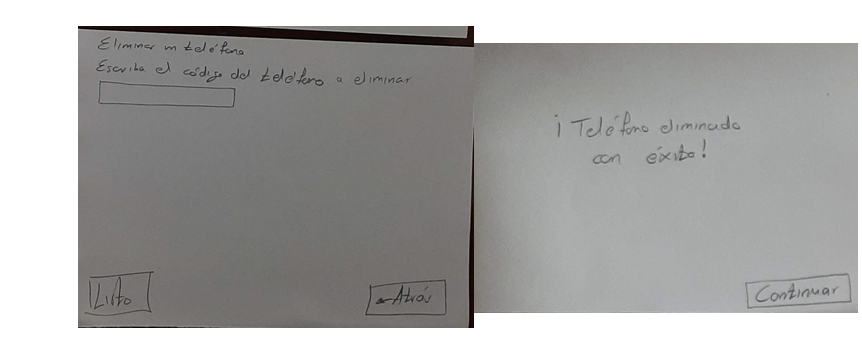 Eliminar un teléfono
Escriba el código del teléfono a eliminar
Listo
←Atrás
¡Teléfono eliminado
con éxito!
Continuar